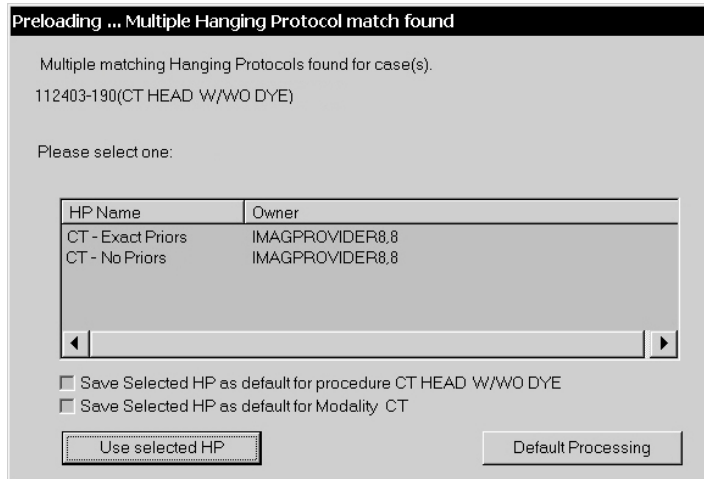 Preloading ... Multiple Hanging Protocol match found
Multiple matching Hanging Protocols found for case(s).
112403-190(CT HEAD W/WO DYE)
Please select one:
HP Name Owner
CT - Exact Priors IMAGPROVIDER8,8
CT - No Priors IMAGPROVIDER8,8
Save Selected HP as default for procedure CT HEAD W/WO DYE
Save Selected HP as default for Modality CT
Use selected HP Default Processing